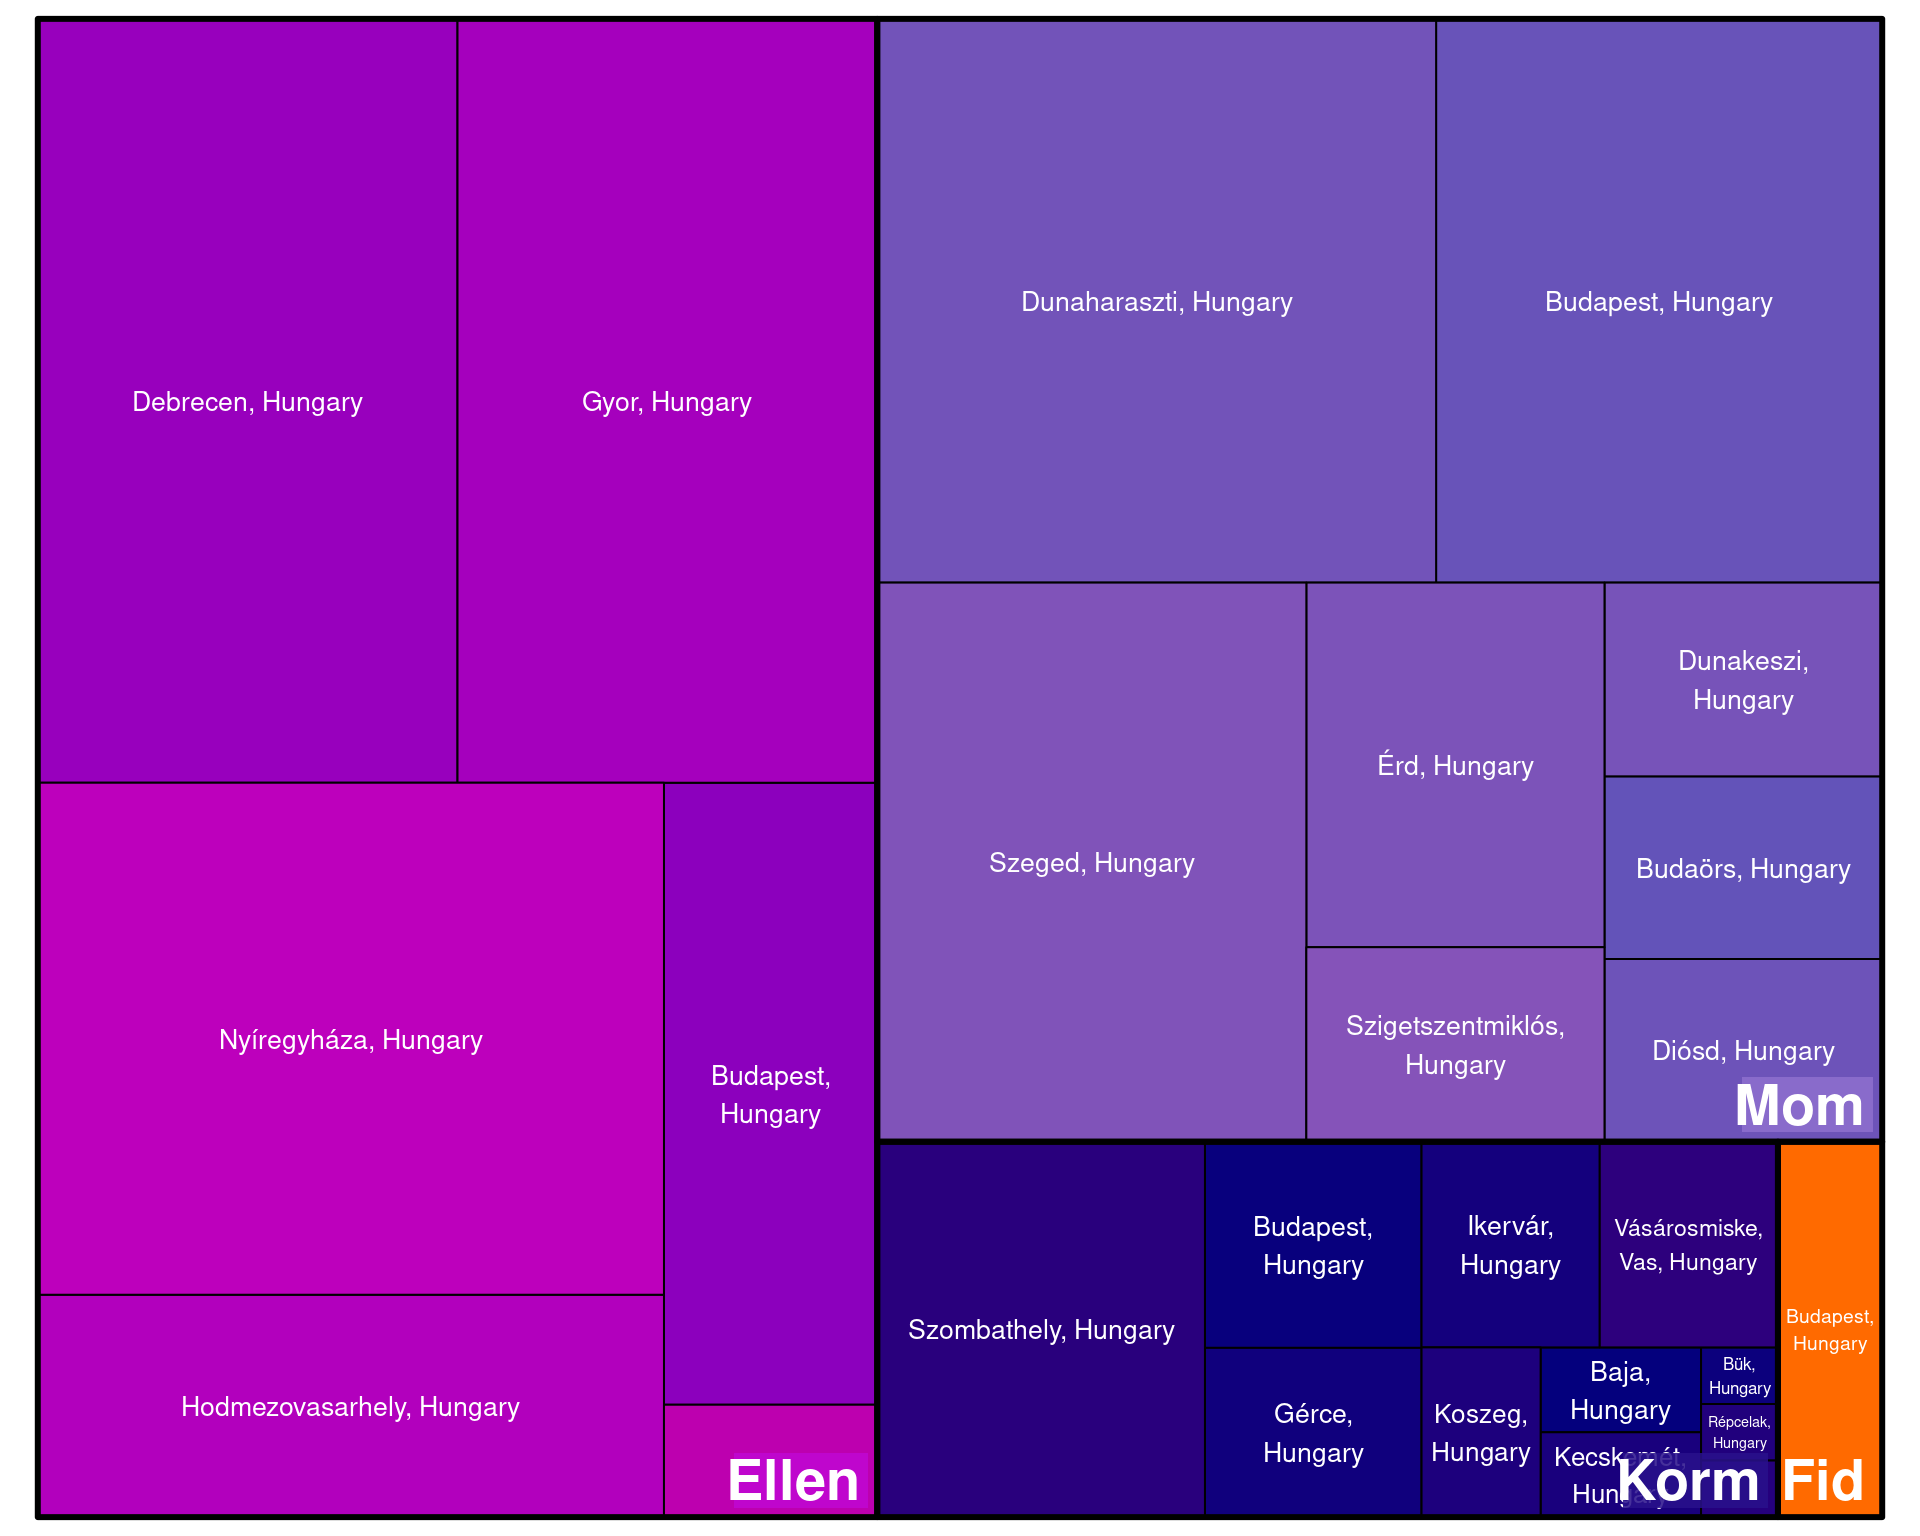 Debrecen, Hungary
Gyor, Hungary
Nyíregyháza, Hungary
Budapest,
Hungary
Hodmezovasarhely, Hungary
Ellen
Dunaharaszti, Hungary
Budapest, Hungary
Szeged, Hungary
Érd, Hungary
Dunakeszi,
Hungary
Budaörs, Hungary
Szigetszentmiklós,
Hungary
Diósd, Hungary
Mom
Szombathely, Hungary
Budapest,
Hungary
Ikervár,
Hungary
Vásárosmiske,
Vas, Hungary
Gérce,
Hungary
Koszeg,
Hungary
Baja,
Hungary
Bük,
Hungary
Répcelak,
Hungary
Kecskemét,
Hungary
Korm
Budapest,
Hungary
Fid